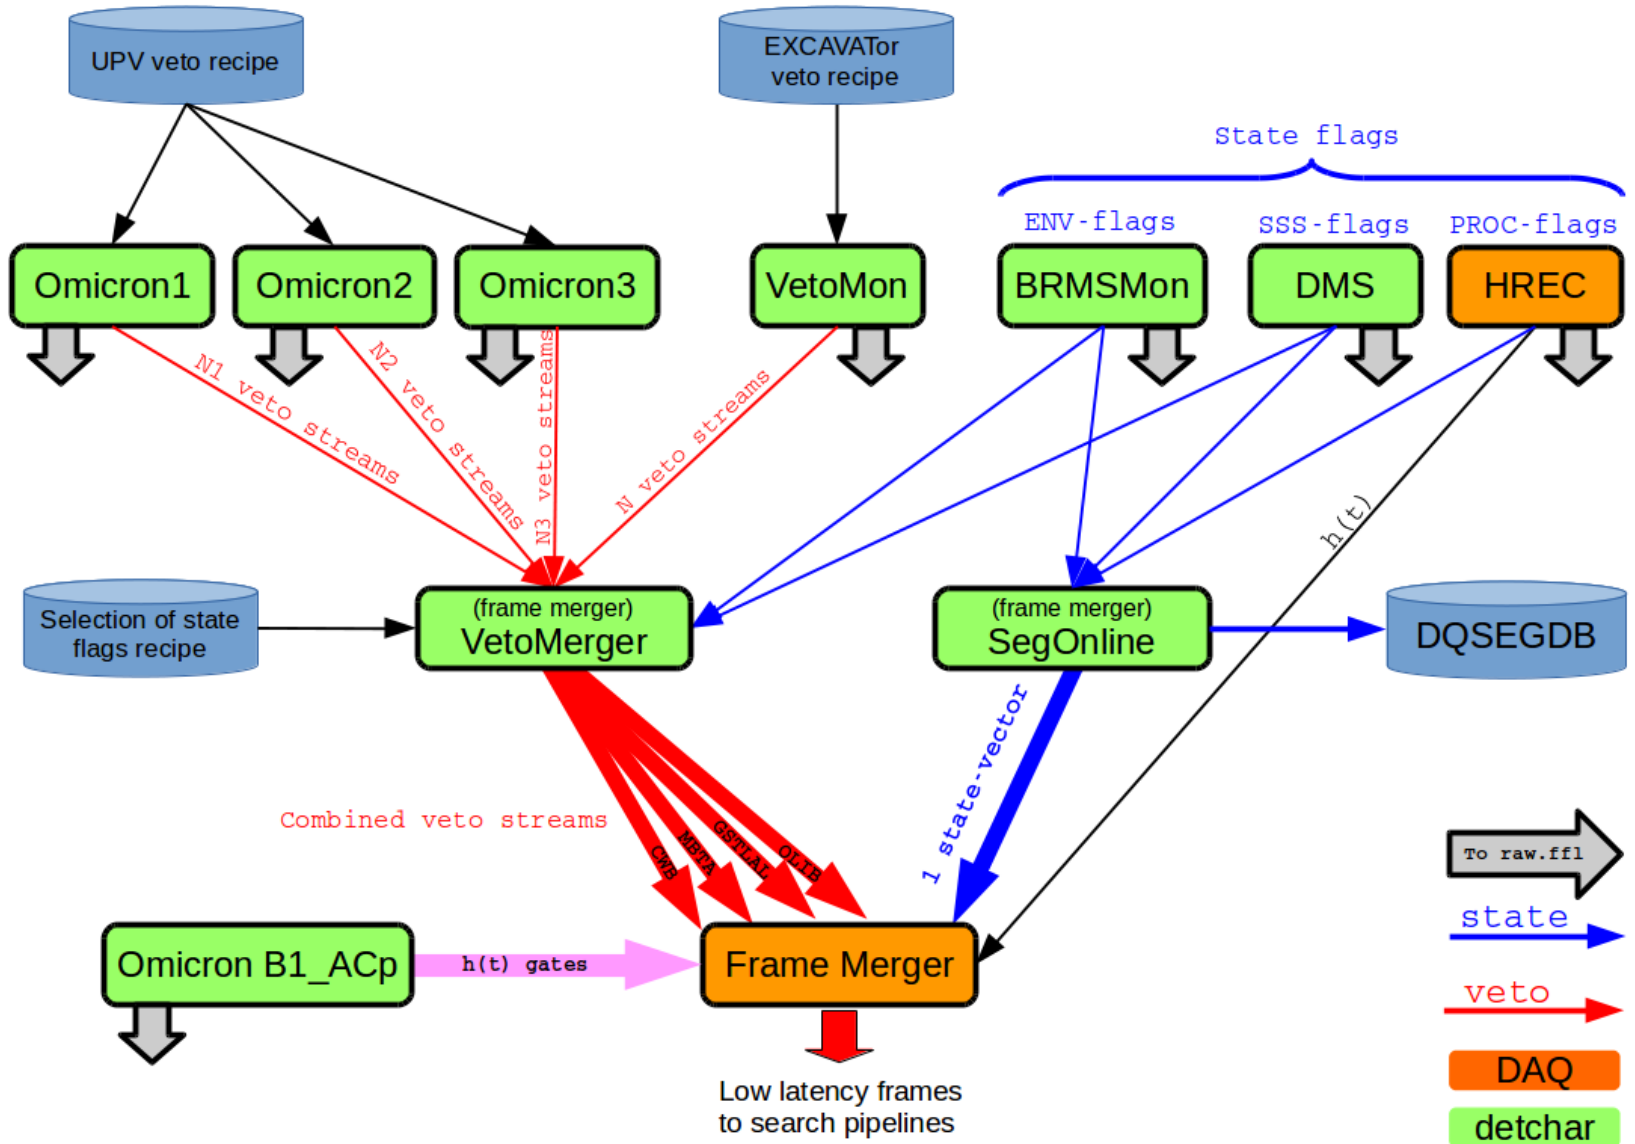 UPV veto recipe
EXCAVATor
veto recipe
State flags
ENV-flags
SSS-flags
PROC-flags
Omicron1
Omicron2
Omicron3
VetoMon
BRMSMon
DMS
HREC
N1 veto streams
N2 veto streams
N3 veto streams
N veto streams
h(t)
Selection of state
flags recipe
(frame merger)
VetoMerger
(frame merger)
SegOnline
DQSEGDB
Combined veto streams
CWB
MBTA
GSTLAL
OLIB
1 state-vector
To raw.ffl
state
veto
DAQ
detchar
Omicron B1_ACp
h(t) gates
Frame Merger
Low latency frames
to search pipelines